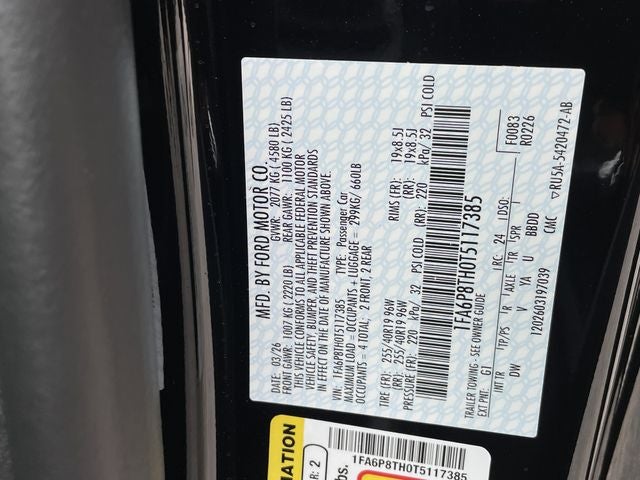 MFD. BY FORD MOTOR CO.
DATE: 03/26 GVWR: 2077 KG (4580 LB)
FRONT GAWR: 1007 KG (2220 LB) REAR GAWR: 1100 KG (2425 LB)
THIS VEHICLE CONFORMS TO ALL APPLICABLE FEDERAL MOTOR
VEHICLE SAFETY, BUMPER, AND THEFT PREVENTION STANDARDS
IN EFFECT ON THE DATE OF MANUFACTURE SHOWN ABOVE.
VIN: 1FA6P8TH0T5117385 TYPE: Passenger Car
MAXIMUM LOAD = OCCUPANTS + LUGGAGE = 299KG/ 660LB
OCCUPANTS = 4 TOTAL; 2 FRONT, 2 REAR
TIRE (FR): 255/40R19 96W RIMS (FR): 19x8.5J
(RR): 255/40R19 96W (RR): 19x8.5J
PRESSURE (FR): 220 kPa/ 32 PSI COLD (RR): 220 kPa/ 32 PSI COLD
1FA6P8TH0T5117385
TRAILER TOWING - SEE OWNER GUIDE
EXT PNT: G1 RC: 24 DSO: F0083
R0226
INT TR TP/PS R AXLE TR SPR
DW I YA U BBDD
1202603197039 CMC RU5A-5420472-AB
MATION
R: 2
lbs.
1FA6P8TH0T5117385